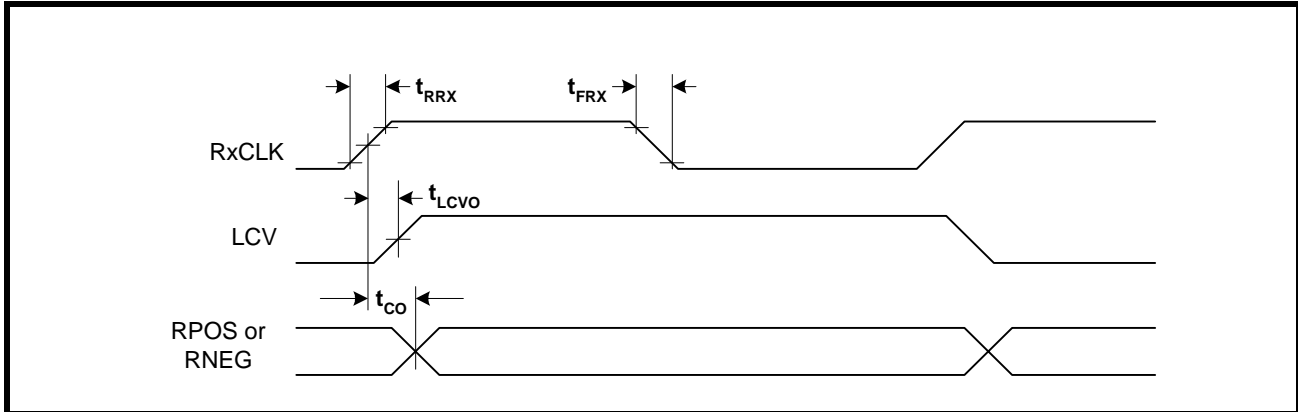 tRRX
tFRX
RxCLK
tLCVO
LCV
tCO
RPOS or
RNEG